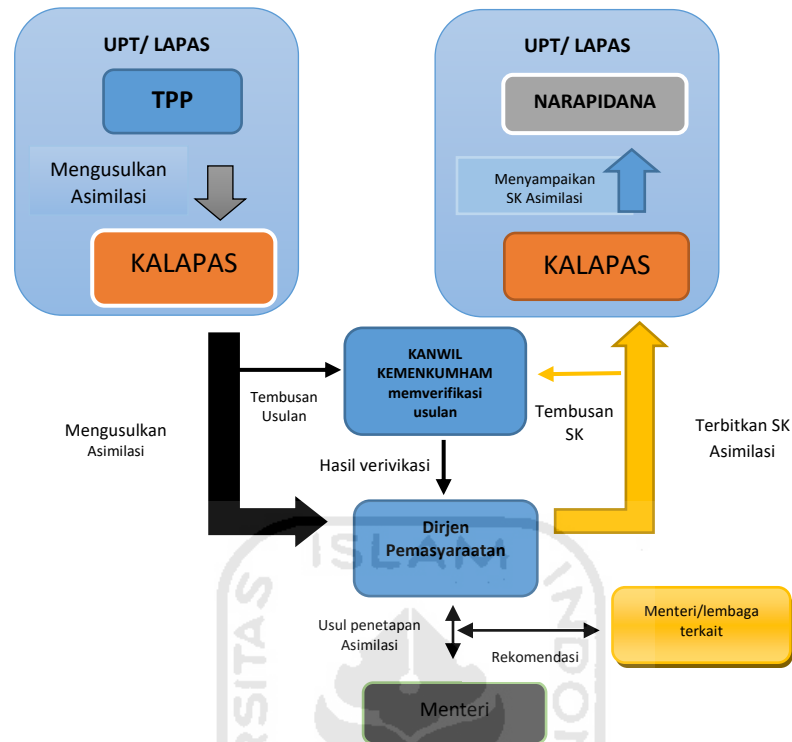 UPT/ LAPAS
TPP
Mengusulkan
Asimilasi
KALAPAS
UPT/ LAPAS
NARAPIDANA
Menyampaikan
SK Asimilasi
KALAPAS
KANWIL
KEMENKUMHAM
memverifikasi
usulan
Tembusan
Usulan
Tembusan
SK
Mengusulkan
Asimilasi
Terbitkan SK
Asimilasi
Hasil verivikasi
Dirjen
Pemasyaraatan
Usul penetapan
Asimilasi
Rekomendasi
Menteri/lembaga
terkait
Menteri
ISLAM